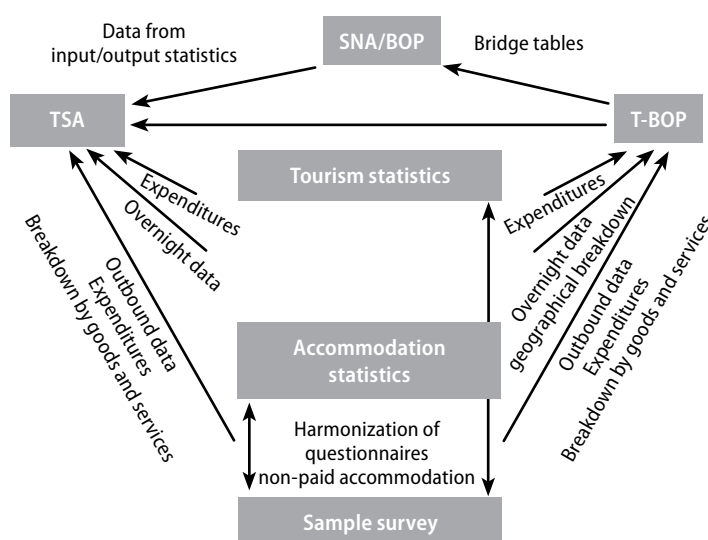 Data from
input/output statistics
SNA/BOP
Bridge tables
TSA
T-BOP
Tourism statistics
Expenditures
Overnight data
Outbound data
Expenditures
Breakdown by goods and services
Expenditures
Overnight data
geographical breakdown
Outbound data
Expenditures
Breakdown by goods and services
Accommodation
statistics
Harmonization of
questionnaires
non-paid accommodation
Sample survey